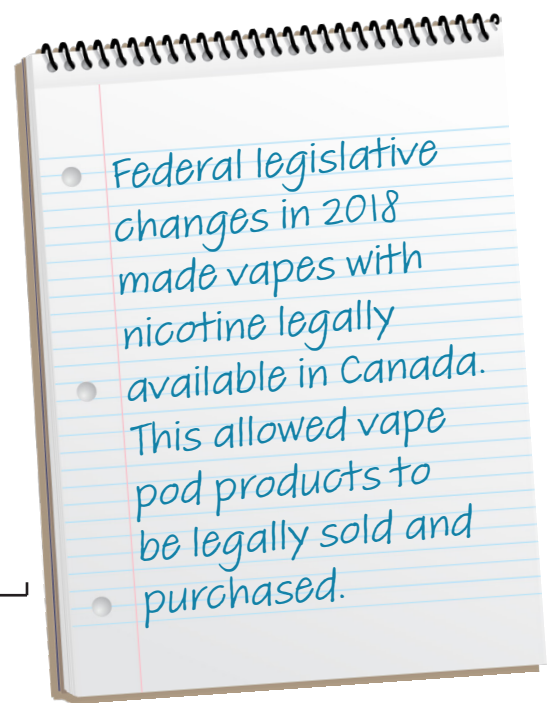 Federal legislative
changes in 2018
made vapes with
nicotine legally
available in Canada.
This allowed vape
pod products to
be legally sold and
purchased.